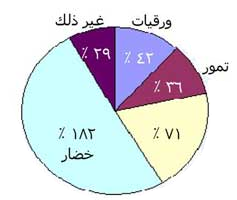 غير ذلك
ورقيات
٢٩ ٪
٤٢ ٪
تمور
٣٦ ٪
٧١ ٪
١٨٢ ٪
خضار